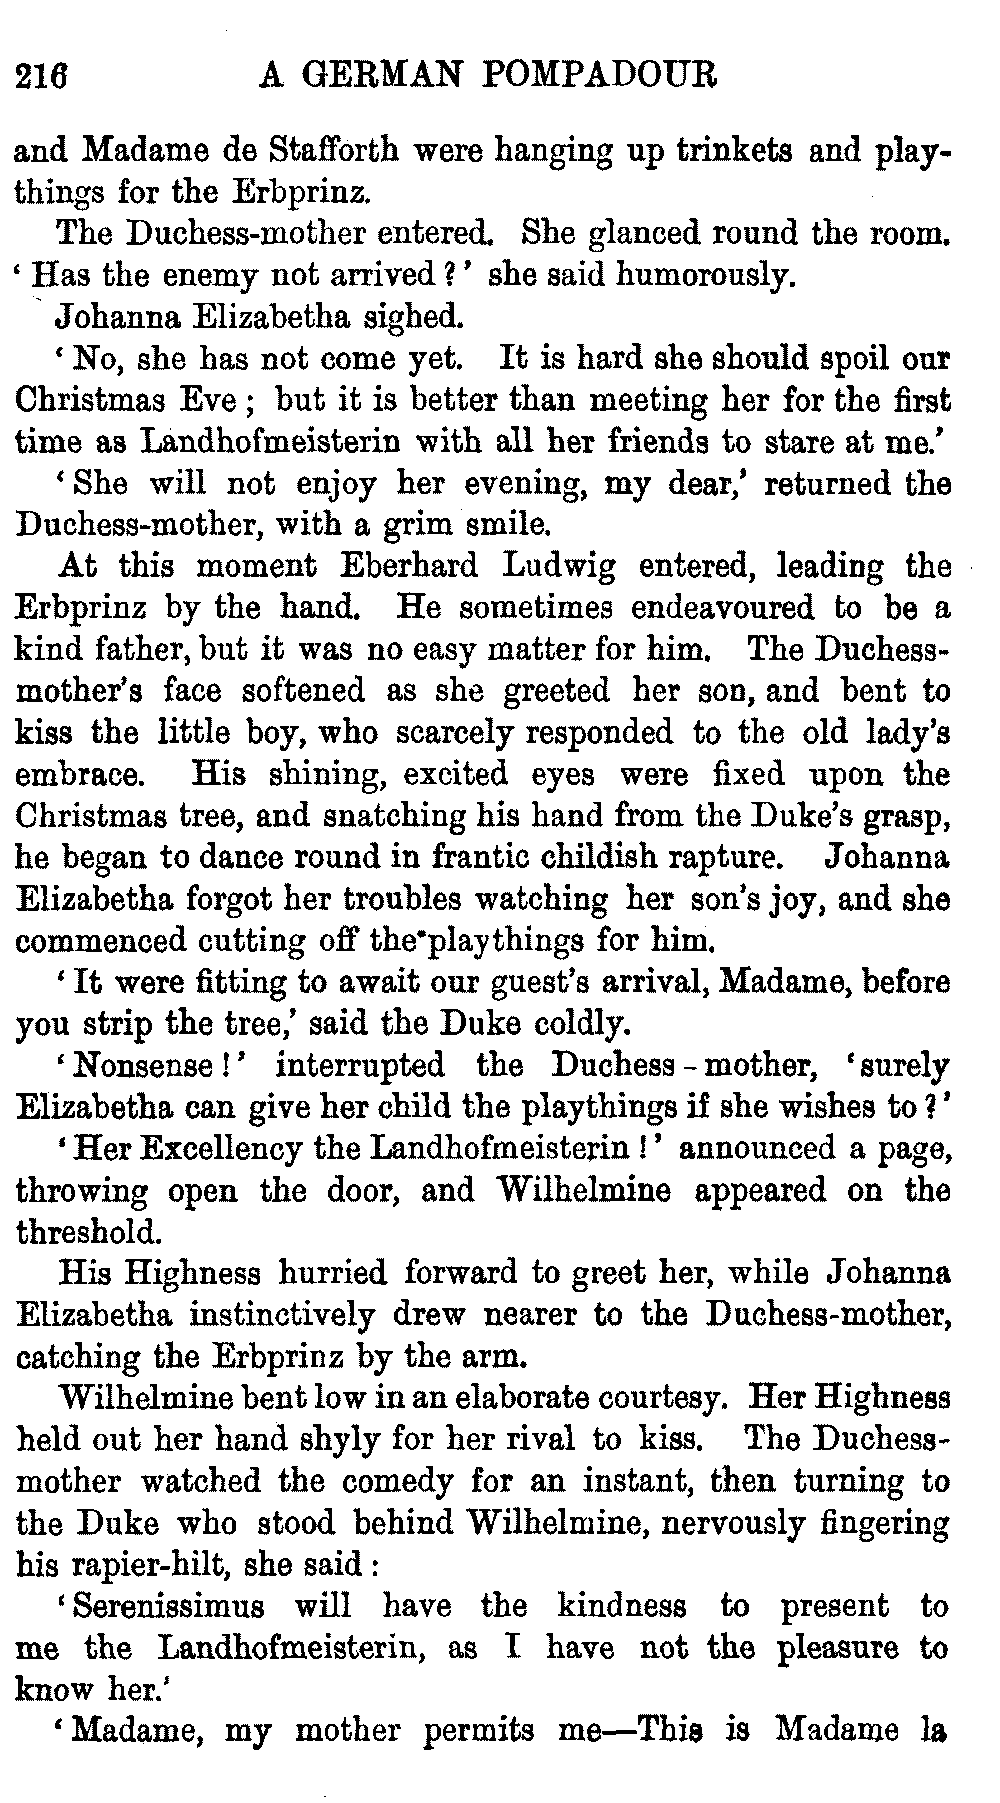 216 A GERMAN POMPADOUR
and Madame de Stafforth were hanging up trinkets and play-
things for the Erbprinz.
The Duchess-mother entered. She glanced round the room.
‘Has the enemy not arrived?’ she said humorously.
Johanna Elizabetha sighed.
‘No, she has not come yet. It is hard she should spoil our
Christmas Eve; but it is better than meeting her for the first
time as Landhofmeisterin with all her friends to stare at me.’
‘She will not enjoy her evening, my dear,’ returned the
Duchess-mother, with a grim smile.
At this moment Eberhard Ludwig entered, leading the
Erbprinz by the hand. He sometimes endeavoured to be a
kind father, but it was no easy matter for him. The Duchess-
mother's face softened as she greeted her son, and bent to
kiss the little boy, who scarcely responded to the old lady's
embrace. His shining, excited eyes were fixed upon the
Christmas tree, and snatching his hand from the Duke's grasp,
he began to dance round in frantic childish rapture. Johanna
Elizabetha forgot her troubles watching her son's joy, and she
commenced cutting off the playthings for him.
‘It were fitting to await our guest's arrival, Madame, before
you strip the tree,’ said the Duke coldly.
‘Nonsense!’ interrupted the Duchess-mother, ‘surely
Elizabetha can give her child the playthings if she wishes to?’
‘Her Excellency the Landhofmeisterin!’ announced a page,
throwing open the door, and Wilhelmine appeared on the
threshold.
His Highness hurried forward to greet her, while Johanna
Elizabetha instinctively drew nearer to the Duchess-mother,
catching the Erbprinz by the arm.
Wilhelmine bent low in an elaborate courtesy. Her Highness
held out her hand shyly for her rival to kiss. The Duchess-
mother watched the comedy for an instant, then turning to
the Duke who stood behind Wilhelmine, nervously fingering
his rapier-hilt, she said:
‘Serenissimus will have the kindness to present to
me the Landhofmeisterin, as I have not the pleasure to
know her.’
‘Madame, my mother permits me—This is Madame la